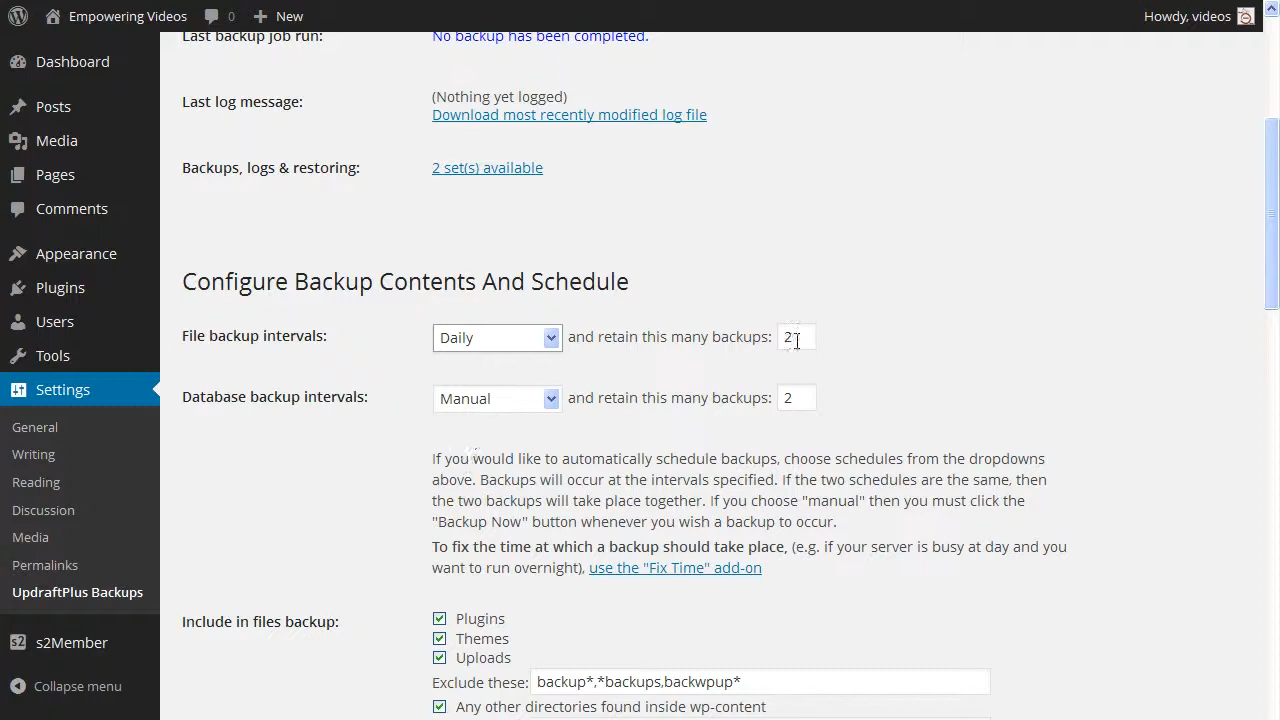 Empowering Videos 0 New Howdy, videos
Dashboard
Posts
Media
Pages
Comments
Appearance
Plugins
Users
Tools
Settings
General
Writing
Reading
Discussion
Media
Permalinks
UpdraftPlus Backups
s2 s2Member
Collapse menu
Last backup job run: No backup has been completed.
Last log message: (Nothing yet logged)
Download most recently modified log file
Backups, logs & restoring: 2 set(s) available
Configure Backup Contents And Schedule
File backup intervals: Daily and retain this many backups: 2
Database backup intervals: Manual and retain this many backups: 2
If you would like to automatically schedule backups, choose schedules from the dropdowns
above. Backups will occur at the intervals specified. If the two schedules are the same, then
the two backups will take place together. If you choose "manual" then you must click the
"Backup Now" button whenever you wish a backup to occur.
To fix the time at which a backup should take place, (e.g. if your server is busy at day and you
want to run overnight), use the "Fix Time" add-on
Include in files backup: Plugins
Themes
Uploads
Exclude these: backup*,*backups,backwpup*
Any other directories found inside wp-content